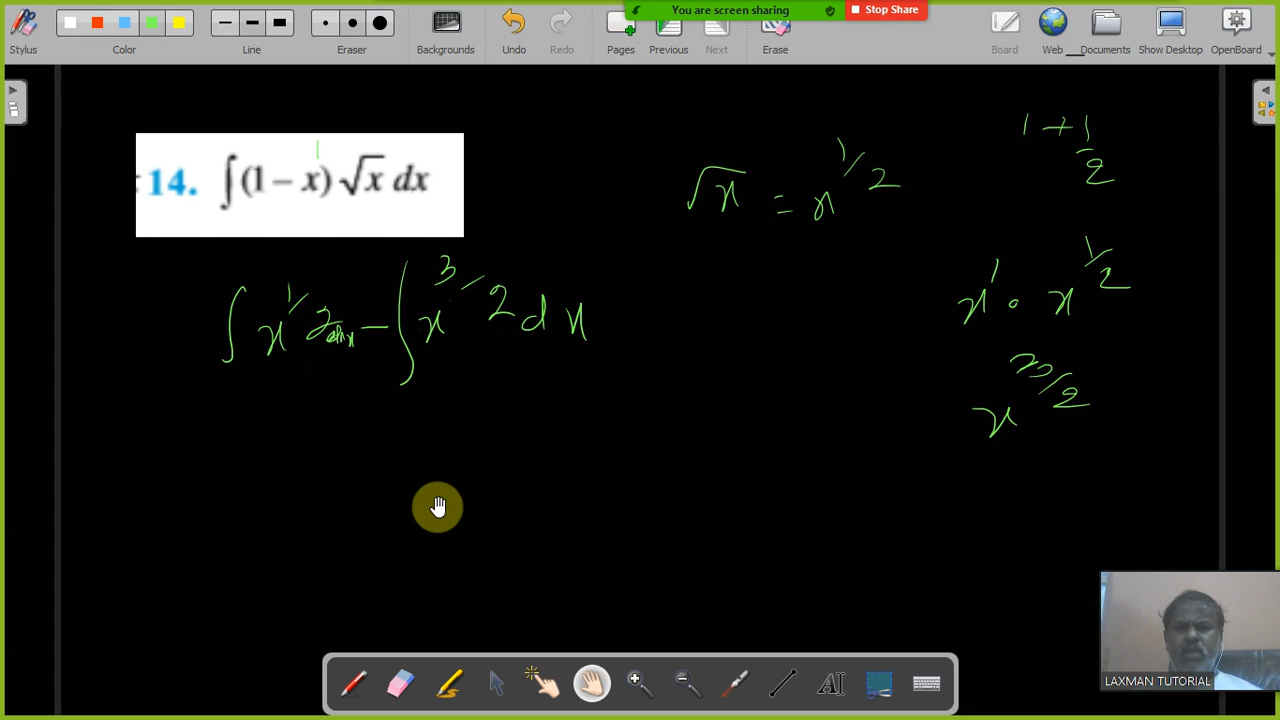 You are screen sharing
Stop Share
Stylus
Color
Line
Eraser
Backgrounds
Undo
Redo
Pages
Previous
Next
Erase
Board
Web
Documents
Show Desktop
OpenBoard
14. ∫(1 − x) √x dx
√x = x^1/2
1 + 1/2
∫x^1/2 dx − ∫x^3/2 dx
x^1 · x^1/2
x^3/2
AI
LAXMAN TUTORIAL